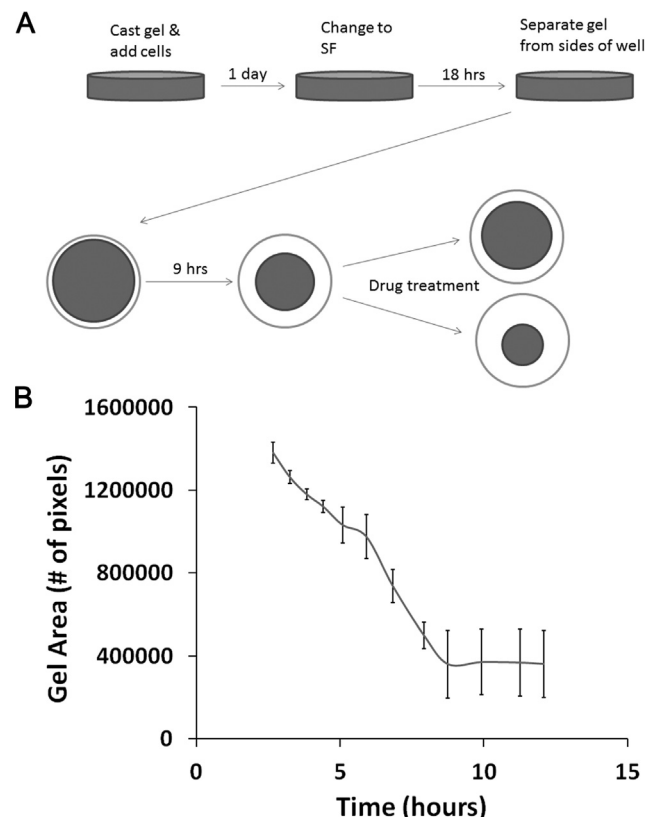 A
Cast gel &
add cells
1 day
Change to
SF
18 hrs
Separate gel
from sides of well
9 hrs
Drug treatment
B
Gel Area (# of pixels)
1600000
1200000
800000
400000
0
0 5 10 15
Time (hours)